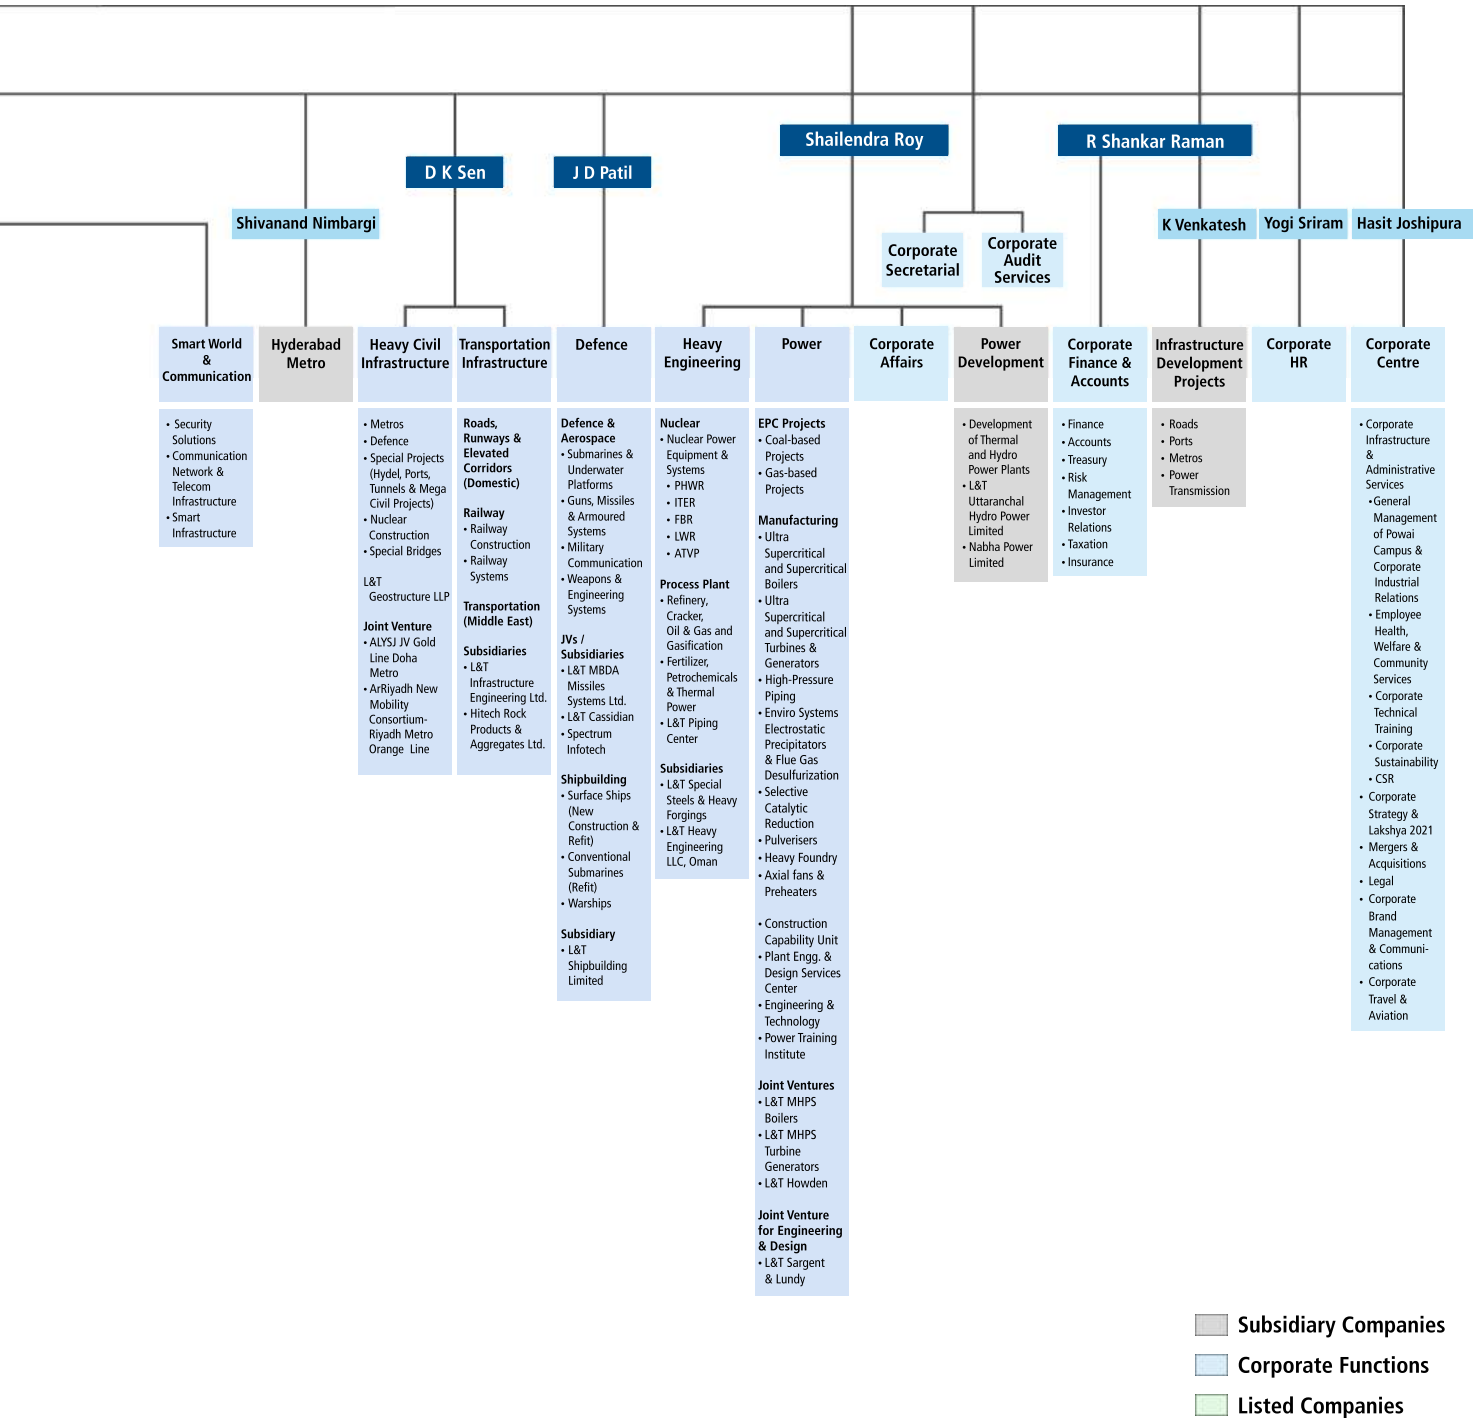 Shailendra Roy
R Shankar Raman
D K Sen
J D Patil
Shivanand Nimbargi
K Venkatesh
Yogi Sriram
Hasit Joshipura
Corporate
Secretarial
Corporate
Audit
Services
Smart World
&
Communication
• Security
Solutions
• Communication
Network &
Telecom
Infrastructure
• Smart
Infrastructure
Hyderabad
Metro
Heavy Civil
Infrastructure
• Metros
• Defence
• Special Projects
(Hydel, Ports,
Tunnels & Mega
Civil Projects)
• Nuclear
Construction
• Special Bridges
L&T
Geostructure LLP
Joint Venture
• ALYSJ JV Gold
Line Doha
Metro
• ArRiyadh New
Mobility
Consortium-
Riyadh Metro
Orange Line
Transportation
Infrastructure
Roads,
Runways &
Elevated
Corridors
(Domestic)
Railway
• Railway
Construction
• Railway
Systems
Transportation
(Middle East)
Subsidiaries
• L&T
Infrastructure
Engineering Ltd.
• Hitech Rock
Products &
Aggregates Ltd.
Defence
Defence &
Aerospace
• Submarines &
Underwater
Platforms
• Guns, Missiles
& Armoured
Systems
• Military
Communication
• Weapons &
Engineering
Systems
JVs /
Subsidiaries
• L&T MBDA
Missiles
Systems Ltd.
• L&T Cassidian
• Spectrum
Infotech
Shipbuilding
• Surface Ships
(New
Construction &
Refit)
• Conventional
Submarines
(Refit)
• Warships
Subsidiary
• L&T
Shipbuilding
Limited
Heavy
Engineering
Nuclear
• Nuclear Power
Equipment &
Systems
• PHWR
• ITER
• FBR
• LWR
• ATVP
Process Plant
• Refinery,
Cracker,
Oil & Gas and
Gasification
• Fertilizer,
Petrochemicals
& Thermal
Power
• L&T Piping
Center
Subsidiaries
• L&T Special
Steels & Heavy
Forgings
• L&T Heavy
Engineering
LLC, Oman
Power
EPC Projects
• Coal-based
Projects
• Gas-based
Projects
Manufacturing
• Ultra
Supercritical
and Supercritical
Boilers
• Ultra
Supercritical
and Supercritical
Turbines &
Generators
• High-Pressure
Piping
• Enviro Systems
Electrostatic
Precipitators
& Flue Gas
Desulfurization
• Selective
Catalytic
Reduction
• Pulverisers
• Heavy Foundry
• Axial fans &
Preheaters
• Construction
Capability Unit
• Plant Engg. &
Design Services
Center
• Engineering &
Technology
• Power Training
Institute
Joint Ventures
• L&T MHPS
Boilers
• L&T MHPS
Turbine
Generators
• L&T Howden
Joint Venture
for Engineering
& Design
• L&T Sargent
& Lundy
Corporate
Affairs
Power
Development
• Development
of Thermal
and Hydro
Power Plants
• L&T
Uttaranchal
Hydro Power
Limited
• Nabha Power
Limited
Corporate
Finance &
Accounts
• Finance
• Accounts
• Treasury
• Risk
Management
• Investor
Relations
• Taxation
• Insurance
Infrastructure
Development
Projects
• Roads
• Ports
• Metros
• Power
Transmission
Corporate
HR
Corporate
Centre
• Corporate
Infrastructure
&
Administrative
Services
• General
Management
of Powai
Campus &
Corporate
Industrial
Relations
• Employee
Health,
Welfare &
Community
Services
• Corporate
Technical
Training
• Corporate
Sustainability
• CSR
• Corporate
Strategy &
Lakshya 2021
• Mergers &
Acquisitions
• Legal
• Corporate
Brand
Management
& Communi-
cations
• Corporate
Travel &
Aviation
Subsidiary Companies
Corporate Functions
Listed Companies